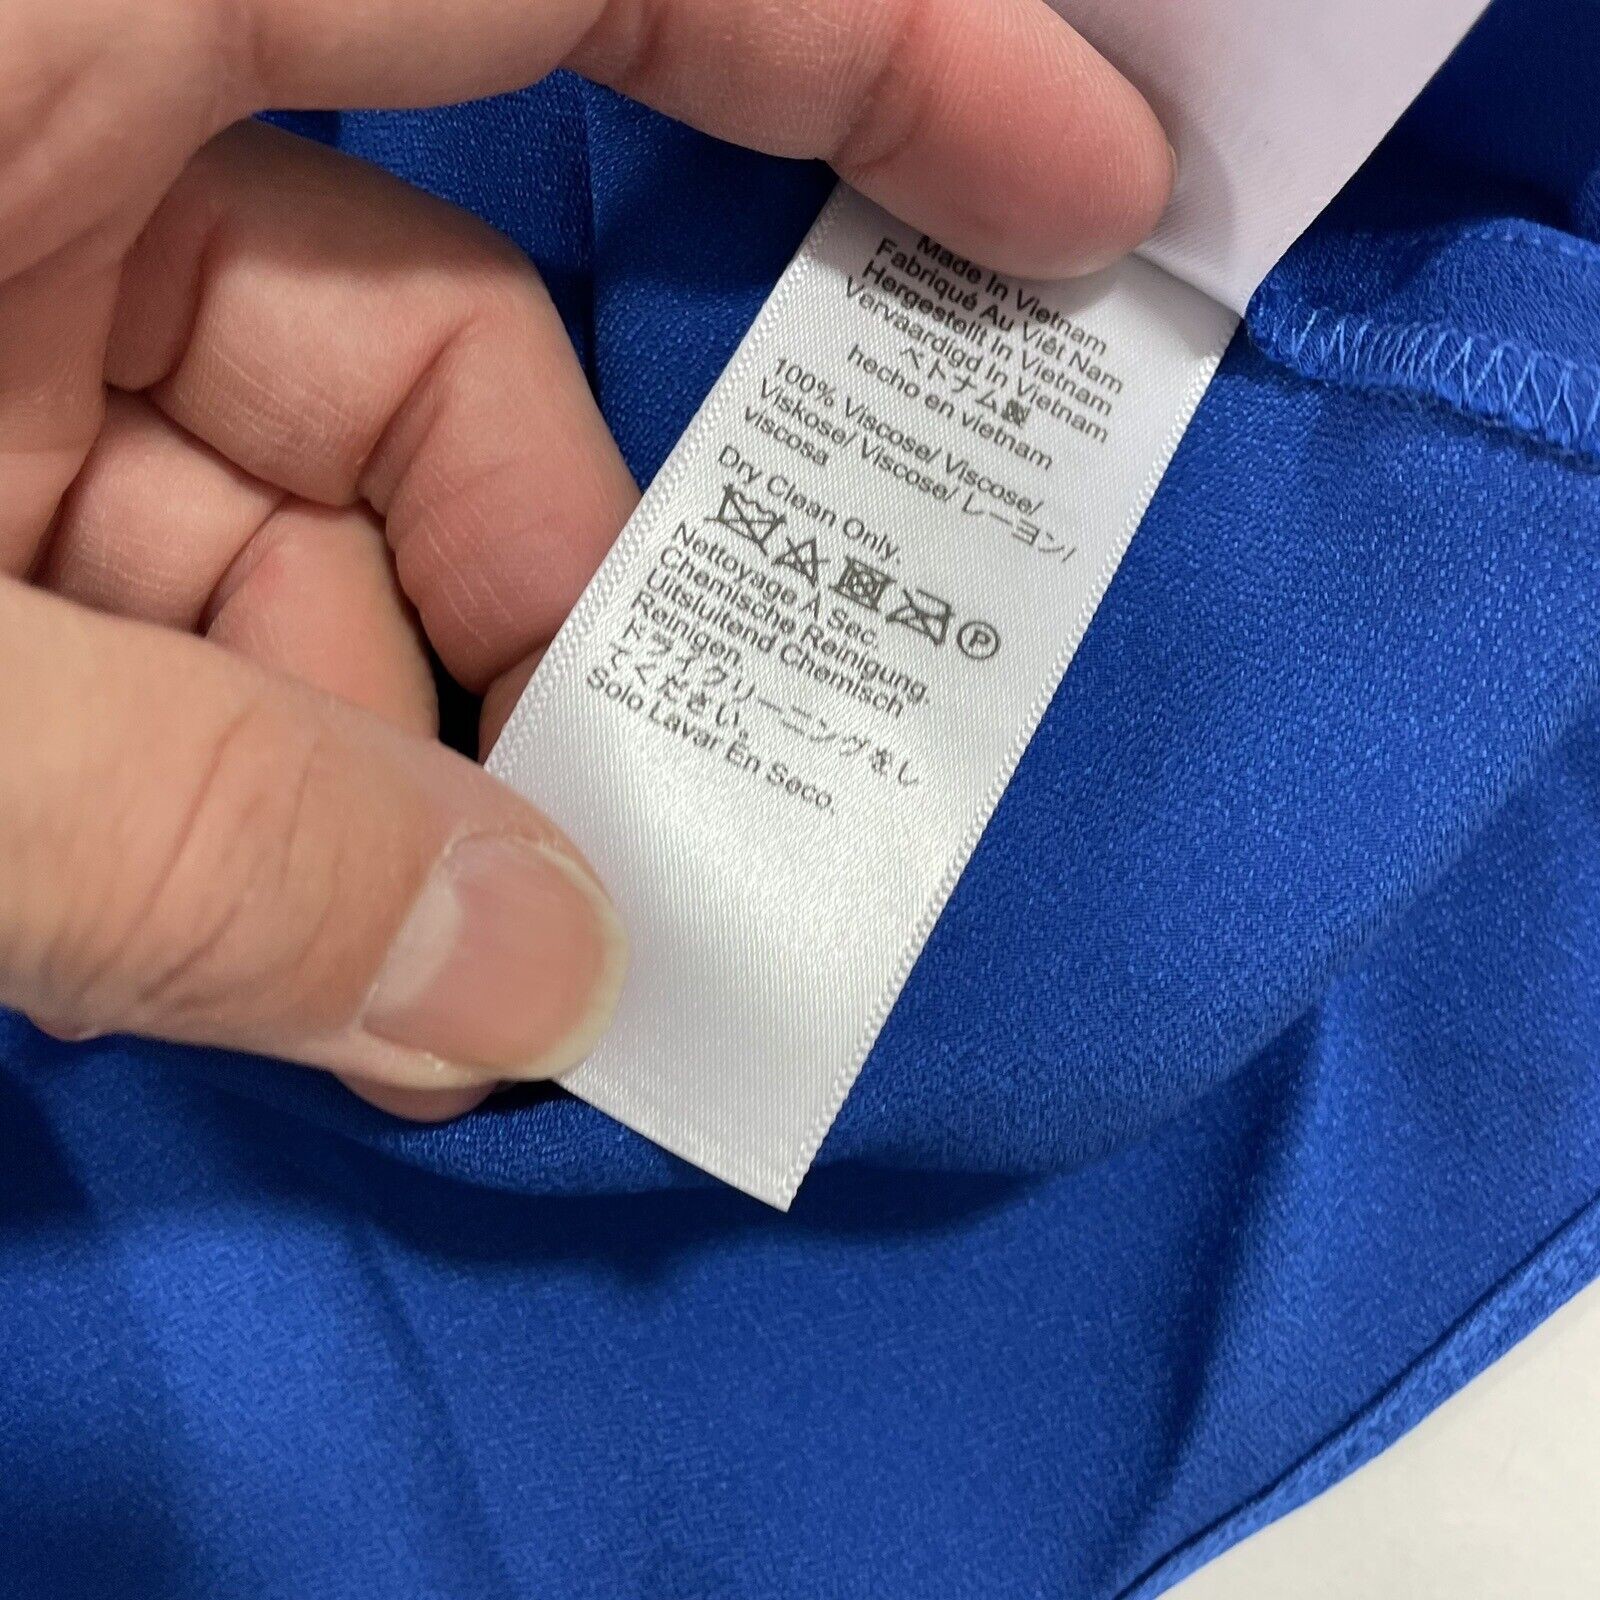 Made In Vietnam
Fabriqué Au Viêt Nam
Hergestellt In Vietnam
Vervaardigd In Vietnam
ベトナム製
hecho en vietnam
100% Viscose/ Viscose/
Viskose/ Viscose/ レーヨン/
viscosa
Dry Clean Only.
P
Nettoyage À Sec.
Chemische Reinigung.
Uitsluitend Chemisch
Reinigen.
ドライクリーニングをし
てください。
Solo Lavar En Seco.